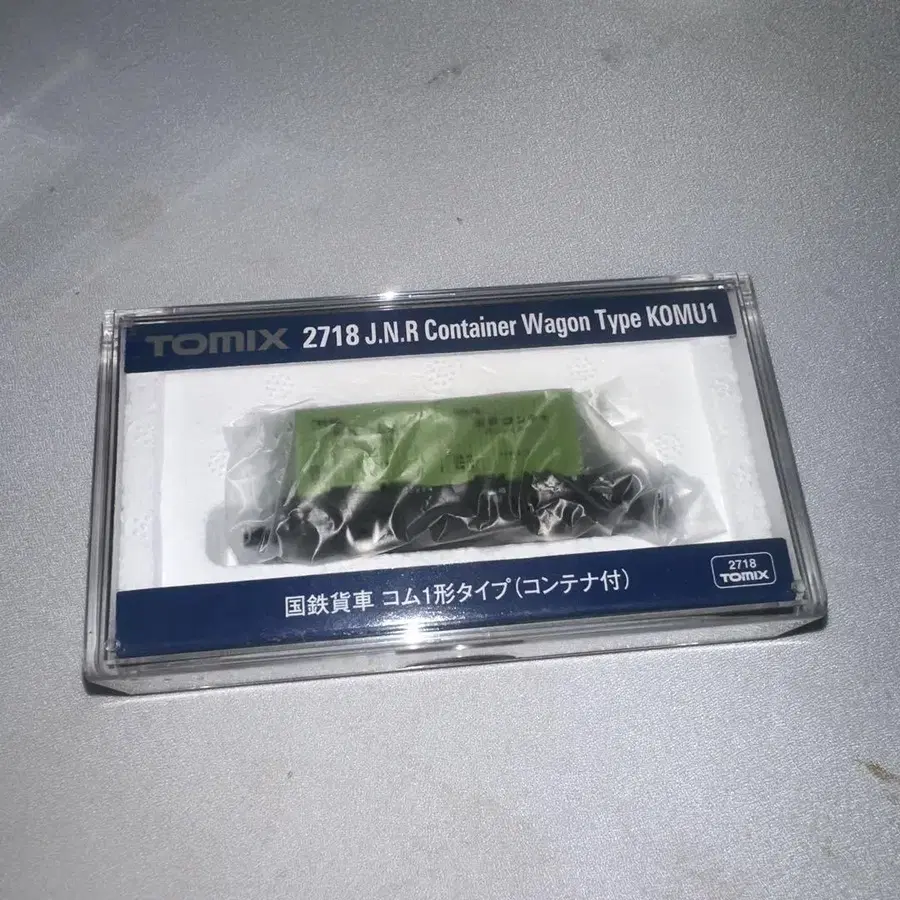 TOMIX 2718 J.N.R Container Wagon Type KOMU1
国鉄貨車 コム1形タイプ(コンテナ付)
2718
TOMIX